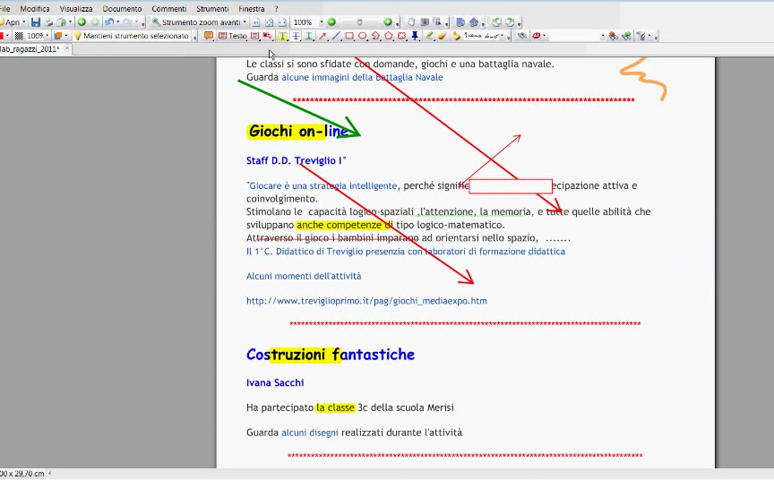 Modifica Visualizza Documento Commenti Strumenti Finestra ?
Apri Strumento zoom avanti 100%
100% Mantieni strumento selezionato Testo
lab_ragazzi_2011*
Le classi si sono sfidate con domande, giochi e una battaglia navale.
Guarda alcune immagini della Battaglia Navale
Giochi on-line
Staff D.D. Treviglio I°
"Giocare è una strategia intelligente, perché signific ecipazione attiva e
coinvolgimento.
Stimolano le capacità logico-spaziali ,l'attenzione, la memoria, e tutte quelle abilità che
sviluppano anche competenze di tipo logico-matematico.
Attraverso il gioco i bambini imparano ad orientarsi nello spazio, .......
Il 1°C. Didattico di Treviglio presenzia con laboratori di formazione didattica
Alcuni momenti dell'attività
http://www.treviglioprimo.it/pag/giochi_mediaexpo.htm
Costruzioni fantastiche
Ivana Sacchi
Ha partecipato la classe 3c della scuola Merisi
Guarda alcuni disegni realizzati durante l'attività
00 x 29,70 cm